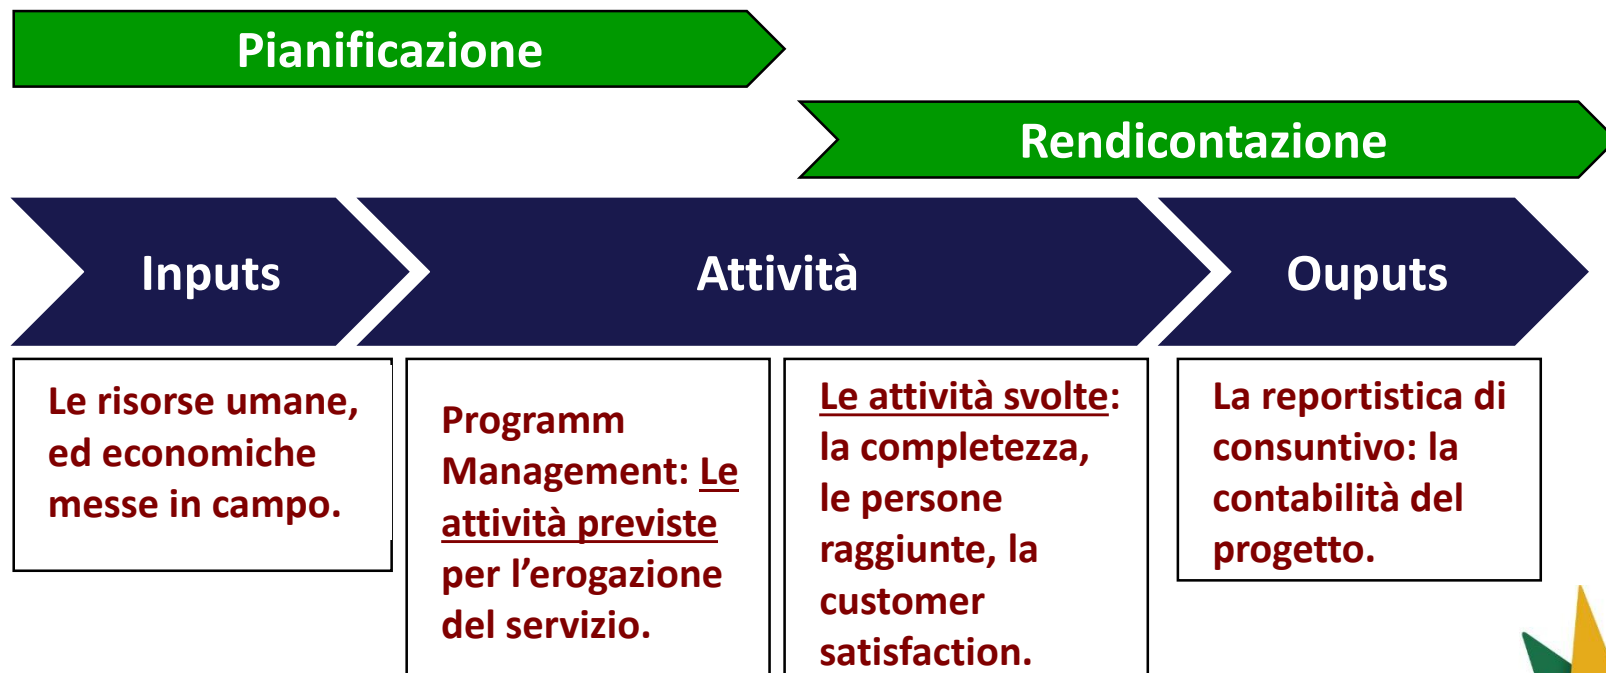 Pianificazione
Rendicontazione
Inputs
Attività
Ouputs
Le risorse umane,
ed economiche
messe in campo.
Programm
Management: Le
attività previste
per l’erogazione
del servizio.
Le attività svolte:
la completezza,
le persone
raggiunte, la
customer
satisfaction.
La reportistica di
consuntivo: la
contabilità del
progetto.